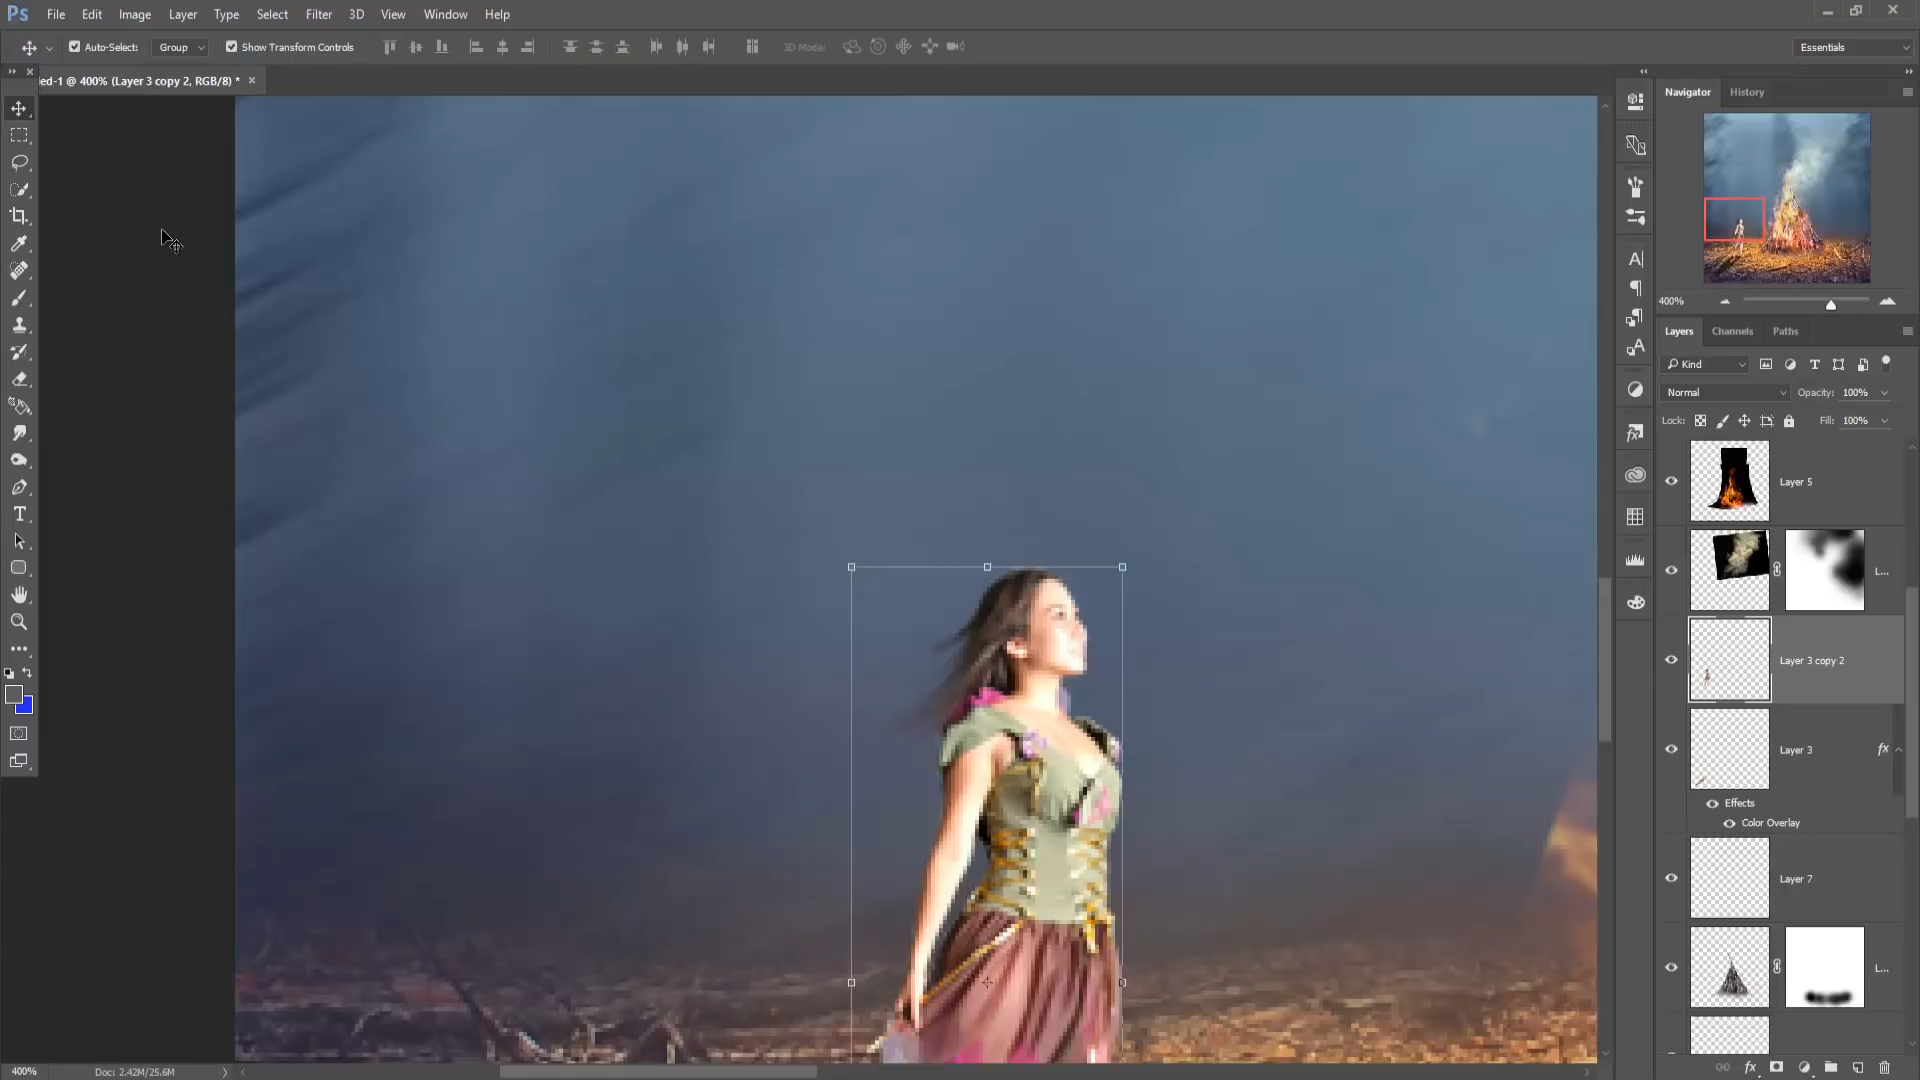 Ps File Edit Image Layer Type Select Filter 3D View Window Help
Auto-Select: Group Show Transform Controls 3D Mode: Essentials
ed-1 @ 400% (Layer 3 copy 2, RGB/8) *
Navigator History
400%
Layers Channels Paths
Kind
Normal Opacity: 100%
Lock: Fill: 100%
Layer 5
L...
Layer 3 copy 2
Layer 3 fx
Effects
Color Overlay
Layer 7
L...
400% Doc: 2.42M/25.6M